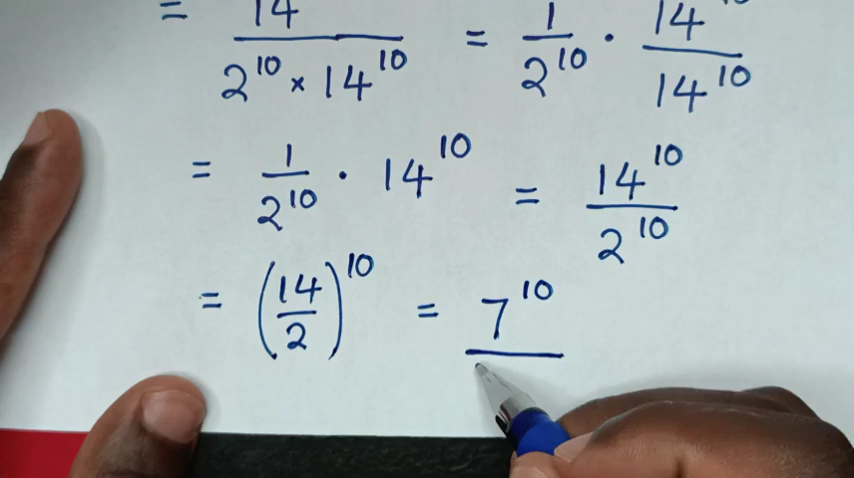 = 14 / 2^10 × 14^10 = 1/2^10 · 14^10 / 14^10
= 1/2^10 · 14^10 = 14^10 / 2^10
= (14/2)^10 = 7^10